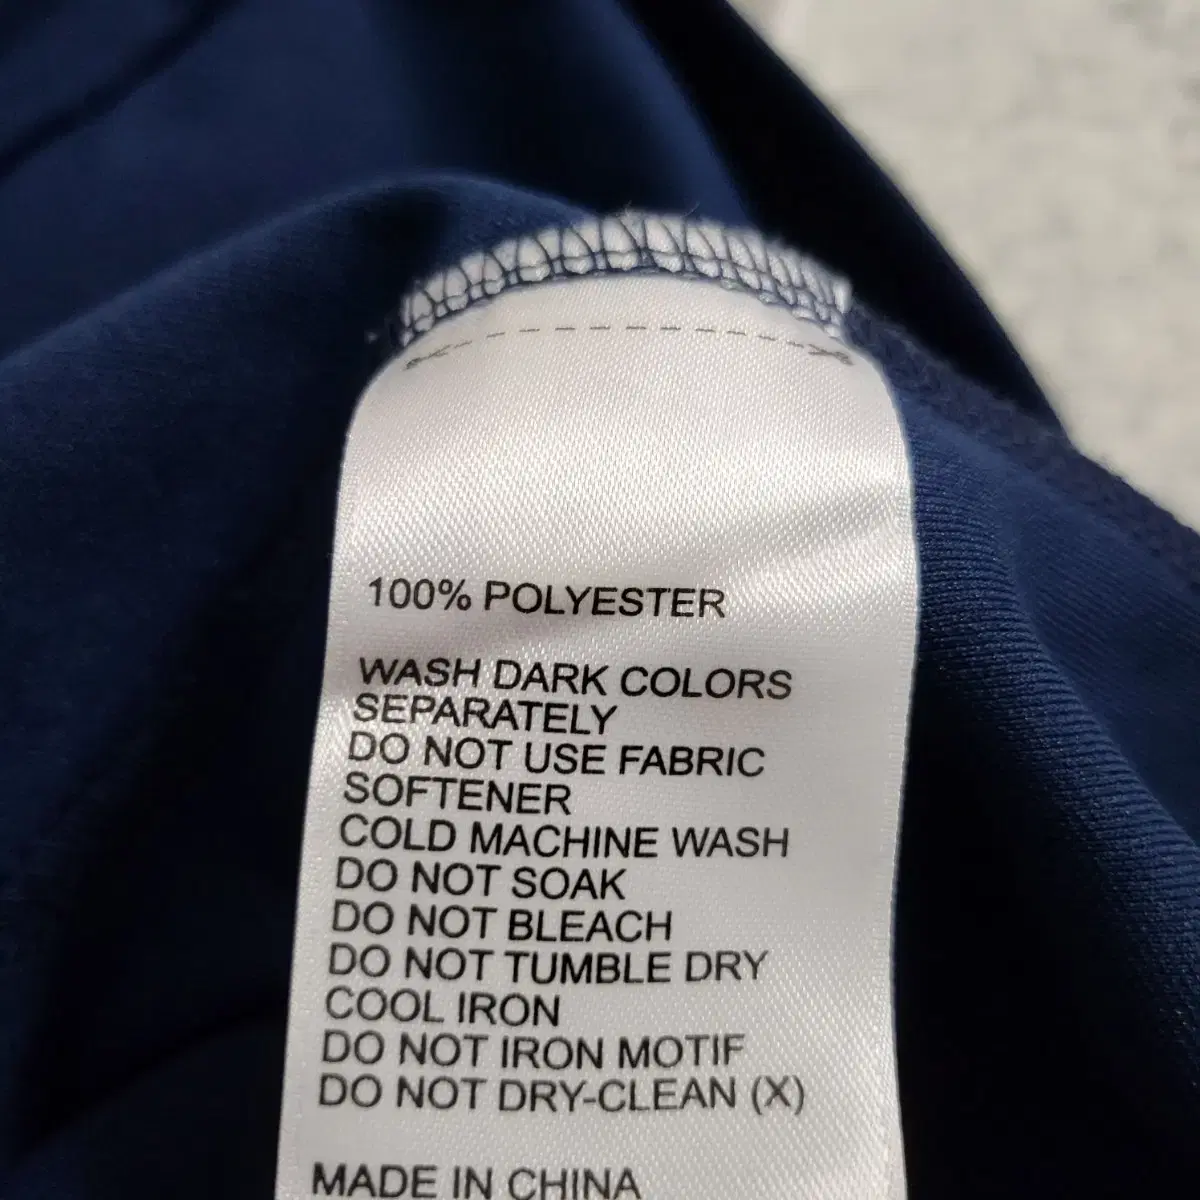 100% POLYESTER
WASH DARK COLORS
SEPARATELY
DO NOT USE FABRIC
SOFTENER
COLD MACHINE WASH
DO NOT SOAK
DO NOT BLEACH
DO NOT TUMBLE DRY
COOL IRON
DO NOT IRON MOTIF
DO NOT DRY-CLEAN (X)
MADE IN CHINA